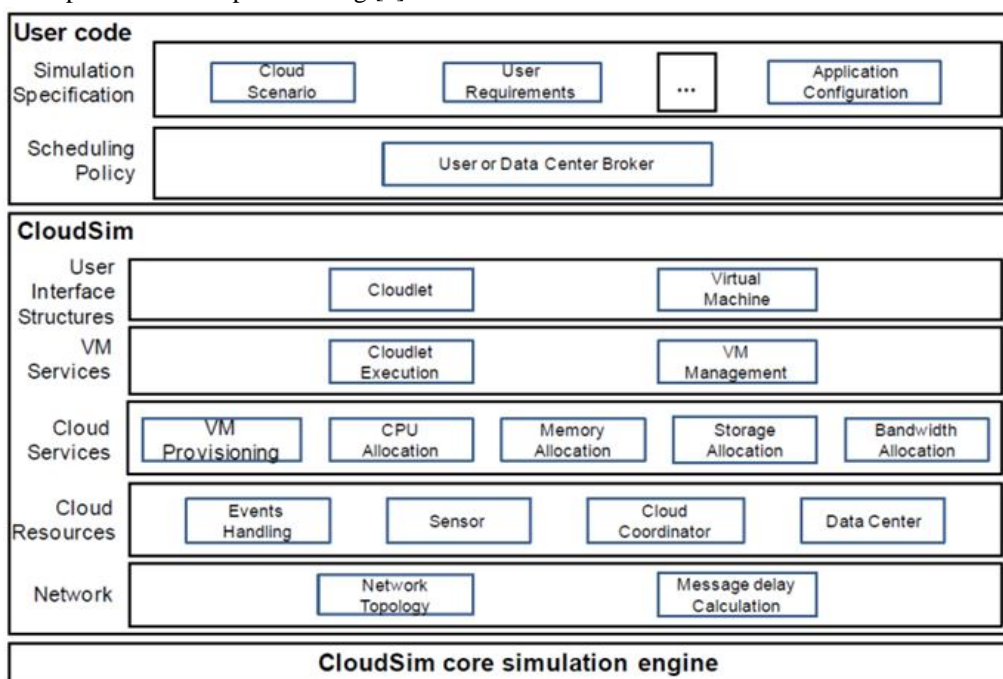 User code
Simulation
Specification
Cloud
Scenario
User
Requirements
...
Application
Configuration
Scheduling
Policy
User or Data Center Broker
CloudSim
User
Interface
Structures
Cloudlet
Virtual
Machine
VM
Services
Cloudlet
Execution
VM
Management
Cloud
Services
VM
Provisioning
CPU
Allocation
Memory
Allocation
Storage
Allocation
Bandwidth
Allocation
Cloud
Resources
Events
Handling
Sensor
Cloud
Coordinator
Data Center
Network
Network
Topology
Message delay
Calculation
CloudSim core simulation engine